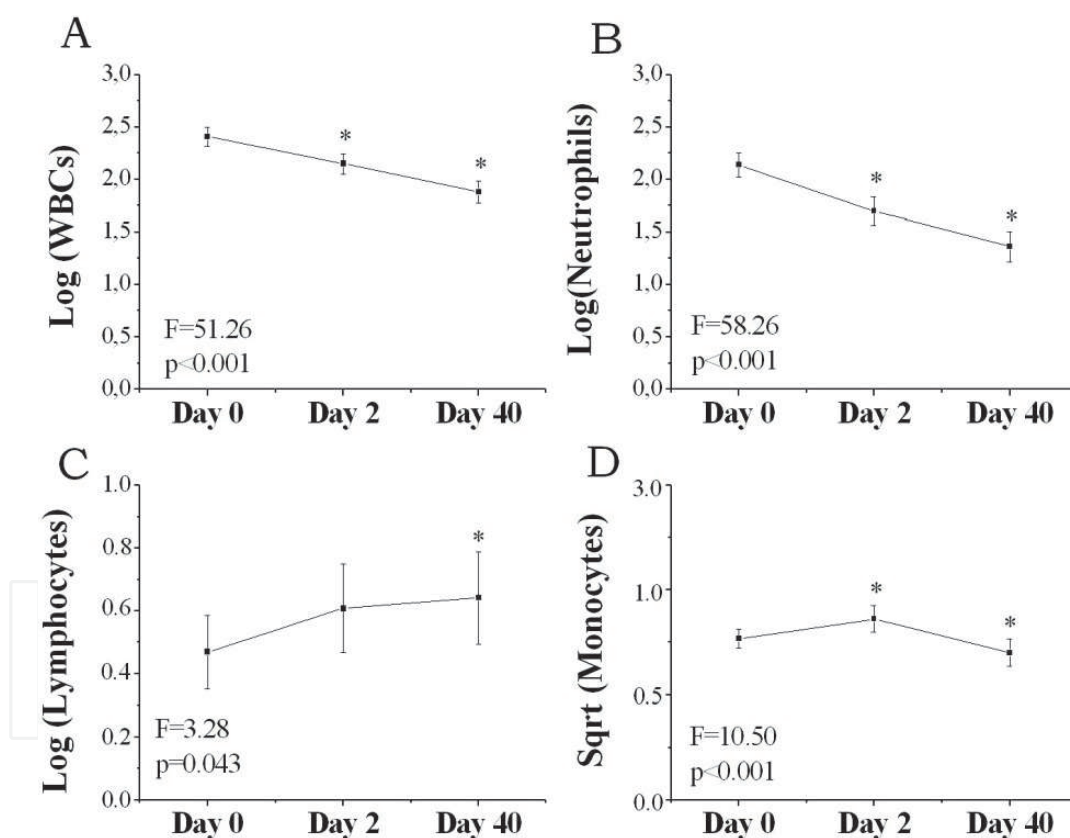 A
Log (WBCs)
3,0
2,5
*
*
2.0
1.5
1.0
0,5
0.0
F=51.26
p<0.001
Day 0
Day 2
Day 40
B
Log(Neutrophils)
3,0
2,5
*
2.0
*
1.5
1.0
0,5
0.0
F=58.26
p<0.001
Day 0
Day 2
Day 40
C
Log (Lymphocytes)
1.0
*
0.8
0.6
0.4
0.2
0.0
F=3.28
p=0.043
Day 0
Day 2
Day 40
D
Sqrt (Monocytes)
3.0
1.0
*
*
0.5
0.0
F=10.50
p<0.001
Day 0
Day 2
Day 40